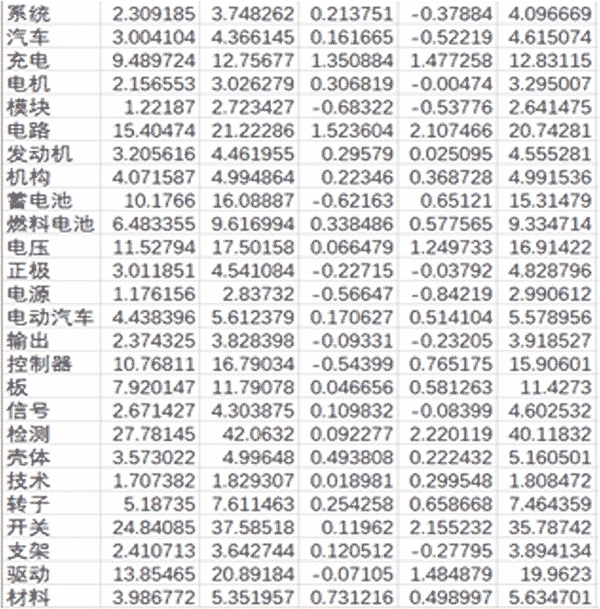 系统 2.309185 3.748262 0.213751 -0.37884 4.096669
汽车 3.004104 4.366145 0.161665 -0.52219 4.615074
充电 9.489724 12.75677 1.350884 1.477258 12.83115
电机 2.156553 3.026279 0.306819 -0.00474 3.295007
模块 1.22187 2.723427 -0.68322 -0.53776 2.641475
电路 15.40474 21.22286 1.523604 2.107466 20.74281
发动机 3.205616 4.461955 0.29579 0.025095 4.555281
机构 4.071587 4.994864 0.22346 0.368728 4.991536
蓄电池 10.1766 16.08887 -0.62163 0.65121 15.31479
燃料电池 6.483355 9.616994 0.338486 0.577565 9.334714
电压 11.52794 17.50158 0.066479 1.249733 16.91422
正极 3.011851 4.541084 -0.22715 -0.03792 4.828796
电源 1.176156 2.83732 -0.56647 -0.84219 2.990612
电动汽车 4.438396 5.612379 0.170627 0.514104 5.578956
输出 2.374325 3.828398 -0.09331 -0.23205 3.918527
控制器 10.76811 16.79034 -0.54399 0.765175 15.90601
板 7.920147 11.79078 0.046656 0.581263 11.4273
信号 2.671427 4.303875 0.109832 -0.08399 4.602532
检测 27.78145 42.0632 0.092277 2.220119 40.11832
壳体 3.573022 4.99648 0.493808 0.222432 5.160501
技术 1.707382 1.829307 0.018981 0.299548 1.808472
转子 5.18735 7.611463 0.254258 0.658668 7.464359
开关 24.84085 37.58518 0.11962 2.155232 35.78742
支架 2.410713 3.642744 0.120512 -0.27795 3.894134
驱动 13.85465 20.89184 -0.07105 1.484879 19.9623
材料 3.986772 5.351957 0.731216 0.498997 5.634701